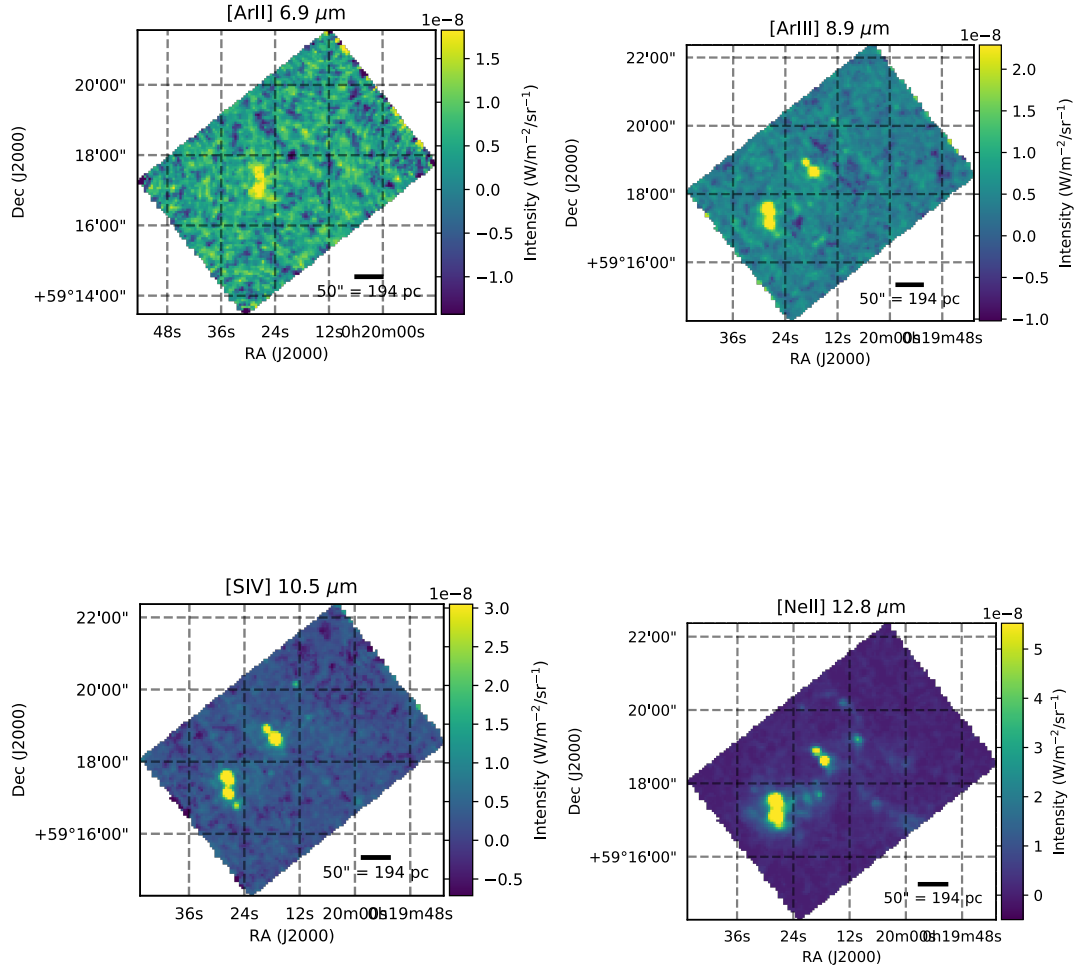 [ArII] 6.9 μm
1e−8
20'00"
18'00"
16'00"
+59°14'00"
Dec (J2000)
48s
36s
24s
12s
0h20m00s
RA (J2000)
50" = 194 pc
1.5
1.0
0.5
0.0
−0.5
−1.0
Intensity (W/m⁻²/sr⁻¹)
[ArIII] 8.9 μm
1e−8
22'00"
20'00"
18'00"
+59°16'00"
Dec (J2000)
36s
24s
12s
20m00s
0h19m48s
RA (J2000)
50" = 194 pc
2.0
1.5
1.0
0.5
0.0
−0.5
−1.0
Intensity (W/m⁻²/sr⁻¹)
[SIV] 10.5 μm
1e−8
22'00"
20'00"
18'00"
+59°16'00"
Dec (J2000)
36s
24s
12s
20m00s
0h19m48s
RA (J2000)
50" = 194 pc
3.0
2.5
2.0
1.5
1.0
0.5
0.0
−0.5
Intensity (W/m⁻²/sr⁻¹)
[NeII] 12.8 μm
1e−8
22'00"
20'00"
18'00"
+59°16'00"
Dec (J2000)
36s
24s
12s
20m00s
0h19m48s
RA (J2000)
50" = 194 pc
5
4
3
2
1
0
Intensity (W/m⁻²/sr⁻¹)